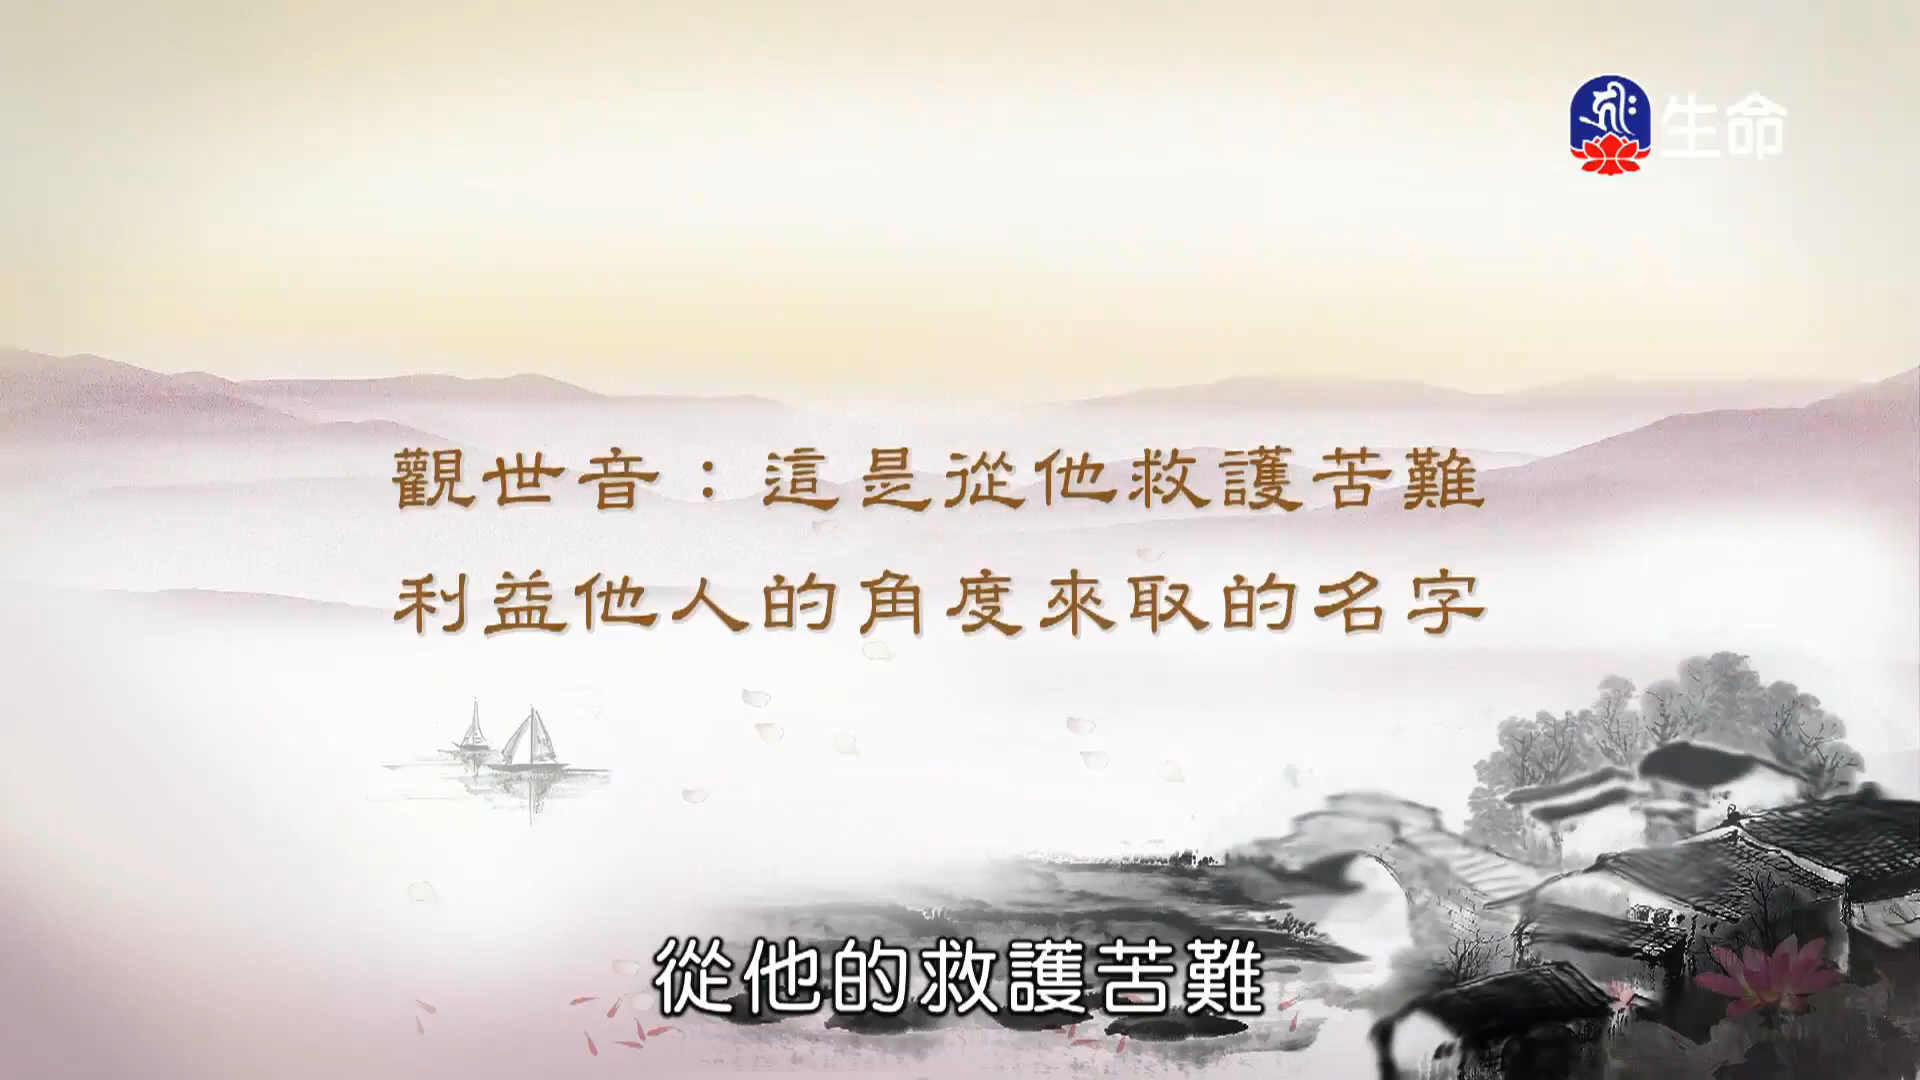 生命
觀世音：這是從他救護苦難
利益他人的角度來取的名字
從他的救護苦難